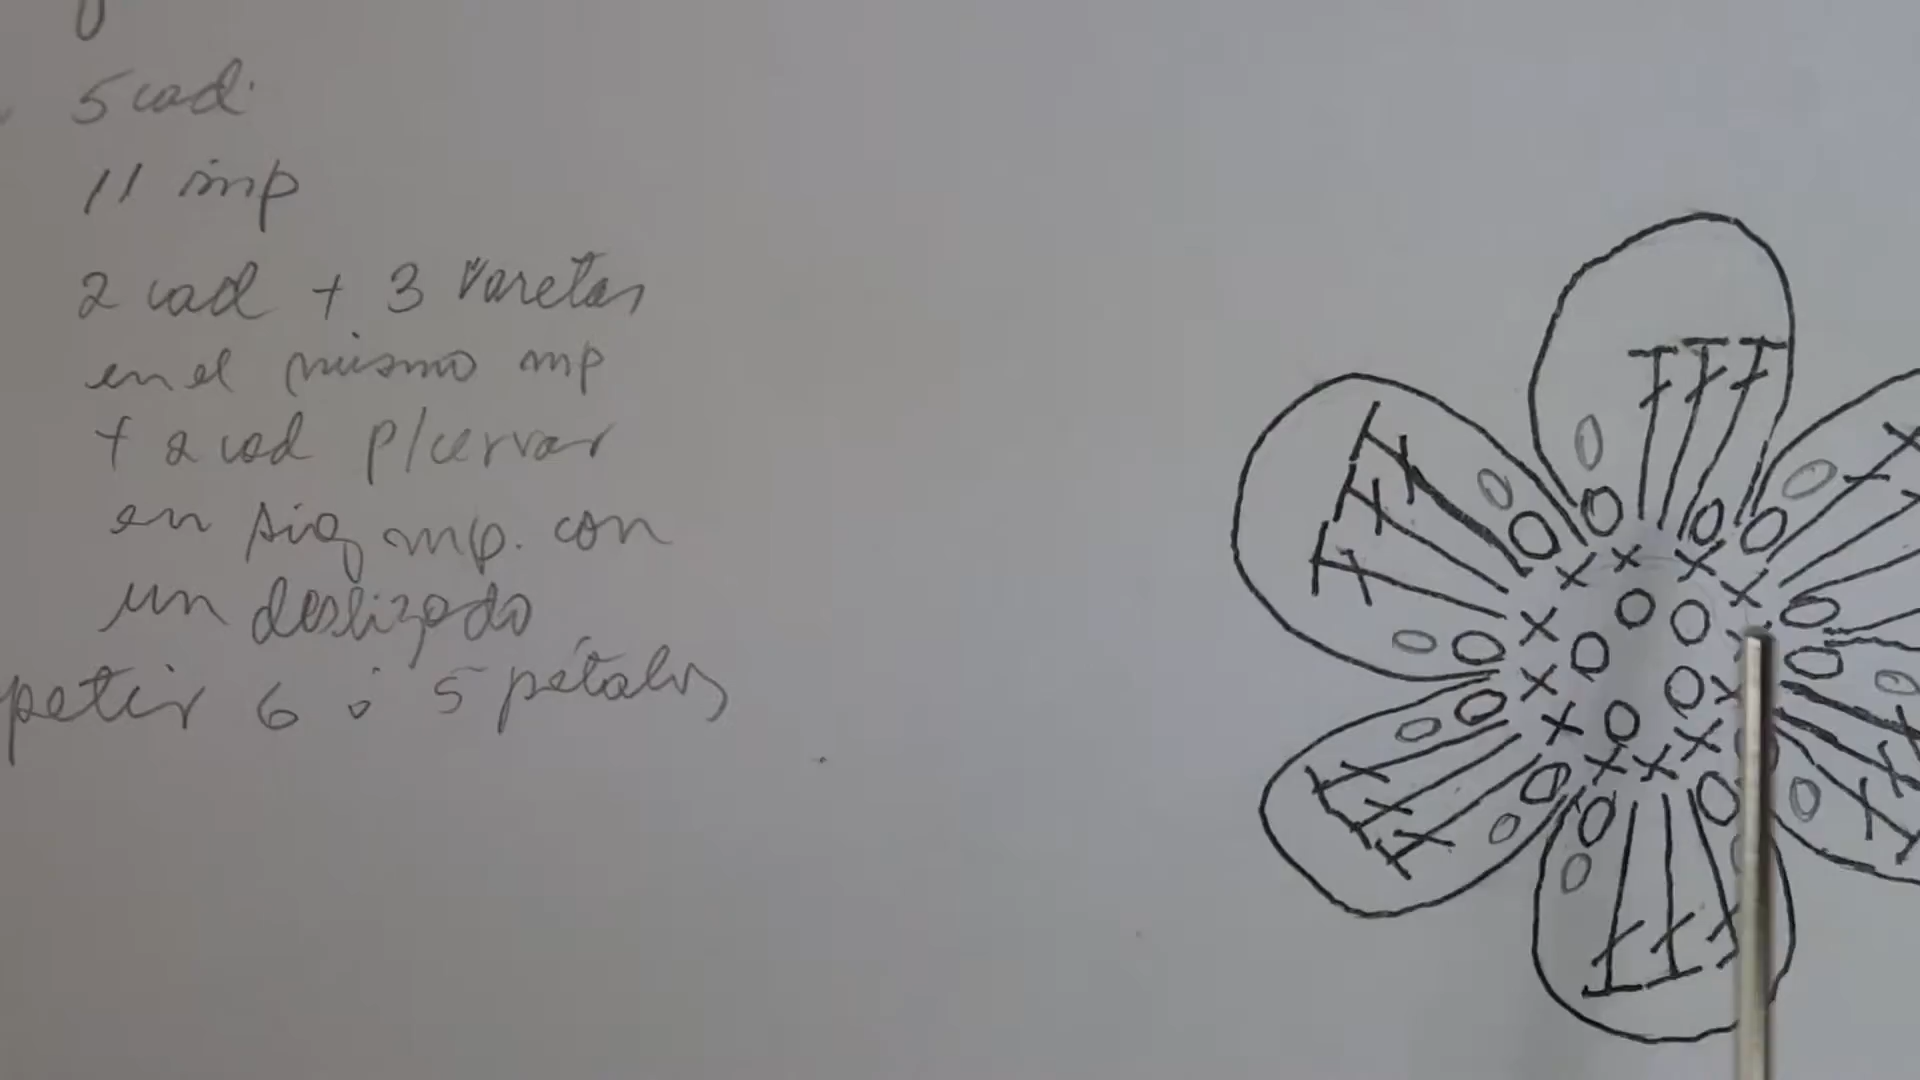 5 cad.
11 mp
2 cad + 3 varetas
en el mismo mp
+ 2 cad p/cerrar
en sig mp. con
un deslizado
petir 6 ó 5 pétalos